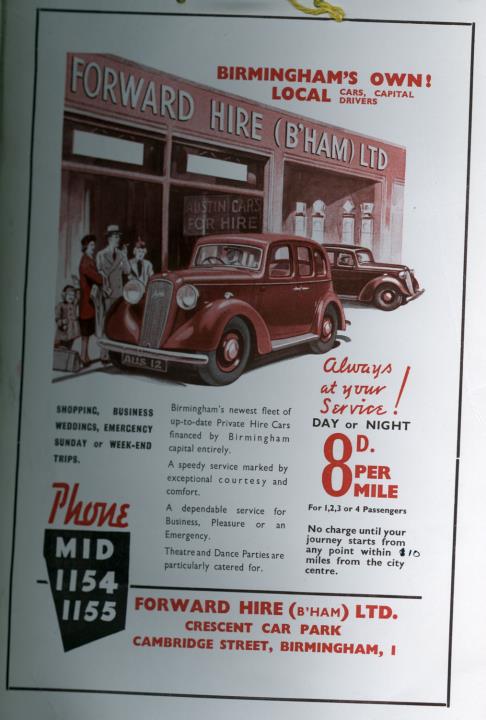 BIRMINGHAM'S OWN!
LOCAL CARS, CAPITAL
DRIVERS
FORWARD HIRE (B'HAM) LTD
AUSTIN CARS
FOR HIRE
AUS 12
Always
at your
Service!
DAY or NIGHT
8D.
PER
MILE
For 1,2,3 or 4 Passengers
No charge until your
journey starts from
any point within 10
miles from the city
centre.
SHOPPING, BUSINESS
WEDDINGS, EMERGENCY
SUNDAY or WEEK-END
TRIPS.
Birmingham's newest fleet of
up-to-date Private Hire Cars
financed by Birmingham
capital entirely.
A speedy service marked by
exceptional courtesy and
comfort.
A dependable service for
Business, Pleasure or an
Emergency.
Theatre and Dance Parties are
particularly catered for.
Phone
MID
1154
1155
FORWARD HIRE (B'HAM) LTD.
CRESCENT CAR PARK
CAMBRIDGE STREET, BIRMINGHAM, 1